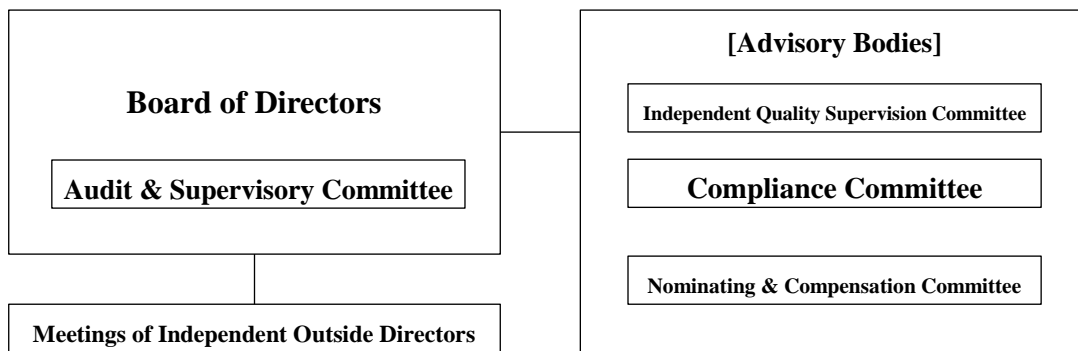 Board of Directors
Audit & Supervisory Committee
Meetings of Independent Outside Directors
[Advisory Bodies]
Independent Quality Supervision Committee
Compliance Committee
Nominating & Compensation Committee